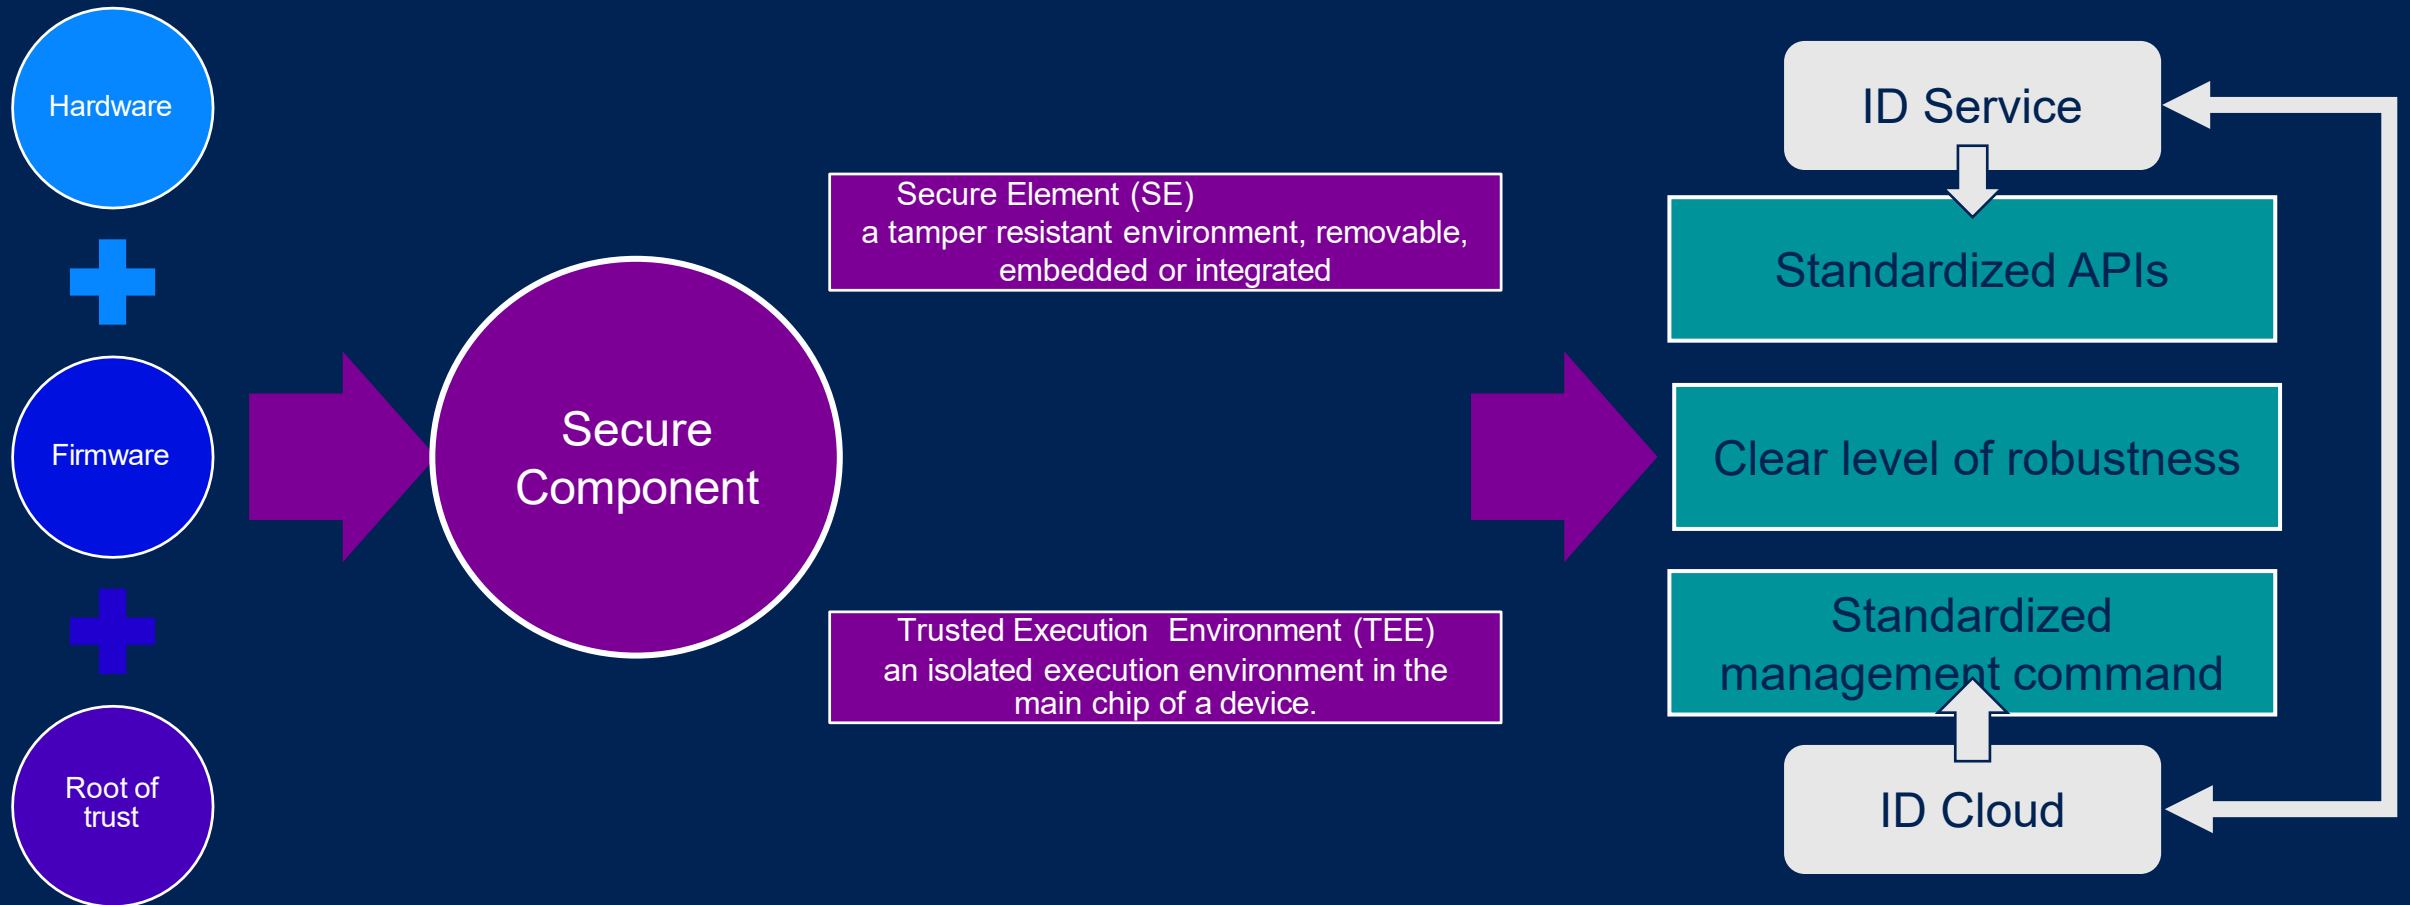 Hardware
Firmware
Root of
trust
Secure
Component
Secure Element (SE)
a tamper resistant environment, removable,
embedded or integrated
Trusted Execution Environment (TEE)
an isolated execution environment in the
main chip of a device.
ID Service
Standardized APIs
Clear level of robustness
Standardized
management command
ID Cloud